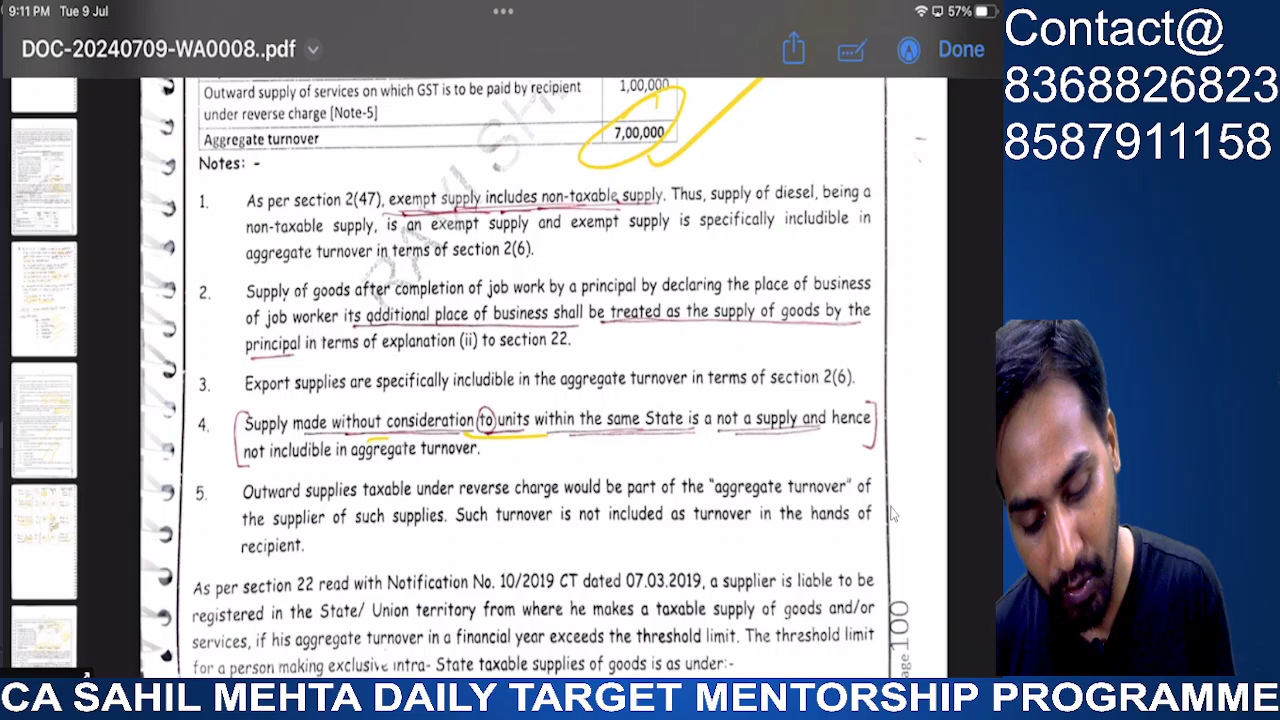 9:11 PM Tue 9 Jul
57%
Contact@
8368826823
8587911158
DOC-20240709-WA0008..pdf
Done
Outward supply of services on which GST is to be paid by recipient 1,00,000
under reverse charge [Note-5]
Aggregate turnover 7,00,000
Notes: -
1. As per section 2(47), exempt supply includes non-taxable supply. Thus, supply of diesel, being a
non-taxable supply, is an exempt supply and exempt supply is specifically includible in
aggregate turnover in terms of section 2(6).
2. Supply of goods after completion of job work by a principal by declaring the place of business
of job worker its additional place of business shall be treated as the supply of goods by the
principal in terms of explanation (ii) to section 22.
3. Export supplies are specifically includible in the aggregate turnover in terms of section 2(6).
4. Supply made without consideration to units within the same State is a not a supply and hence
not includible in aggregate turnover.
5. Outward supplies taxable under reverse charge would be part of the "aggregate turnover" of
the supplier of such supplies. Such turnover is not included as turnover in the hands of
recipient.
As per section 22 read with Notification No. 10/2019 CT dated 07.03.2019, a supplier is liable to be
registered in the State/ Union territory from where he makes a taxable supply of goods and/or
services, if his aggregate turnover in a financial year exceeds the threshold limit. The threshold limit
for a person making exclusive intra- State taxable supplies of goods is as under:-
100
CA SAHIL MEHTA DAILY TARGET MENTORSHIP PROGRAMME